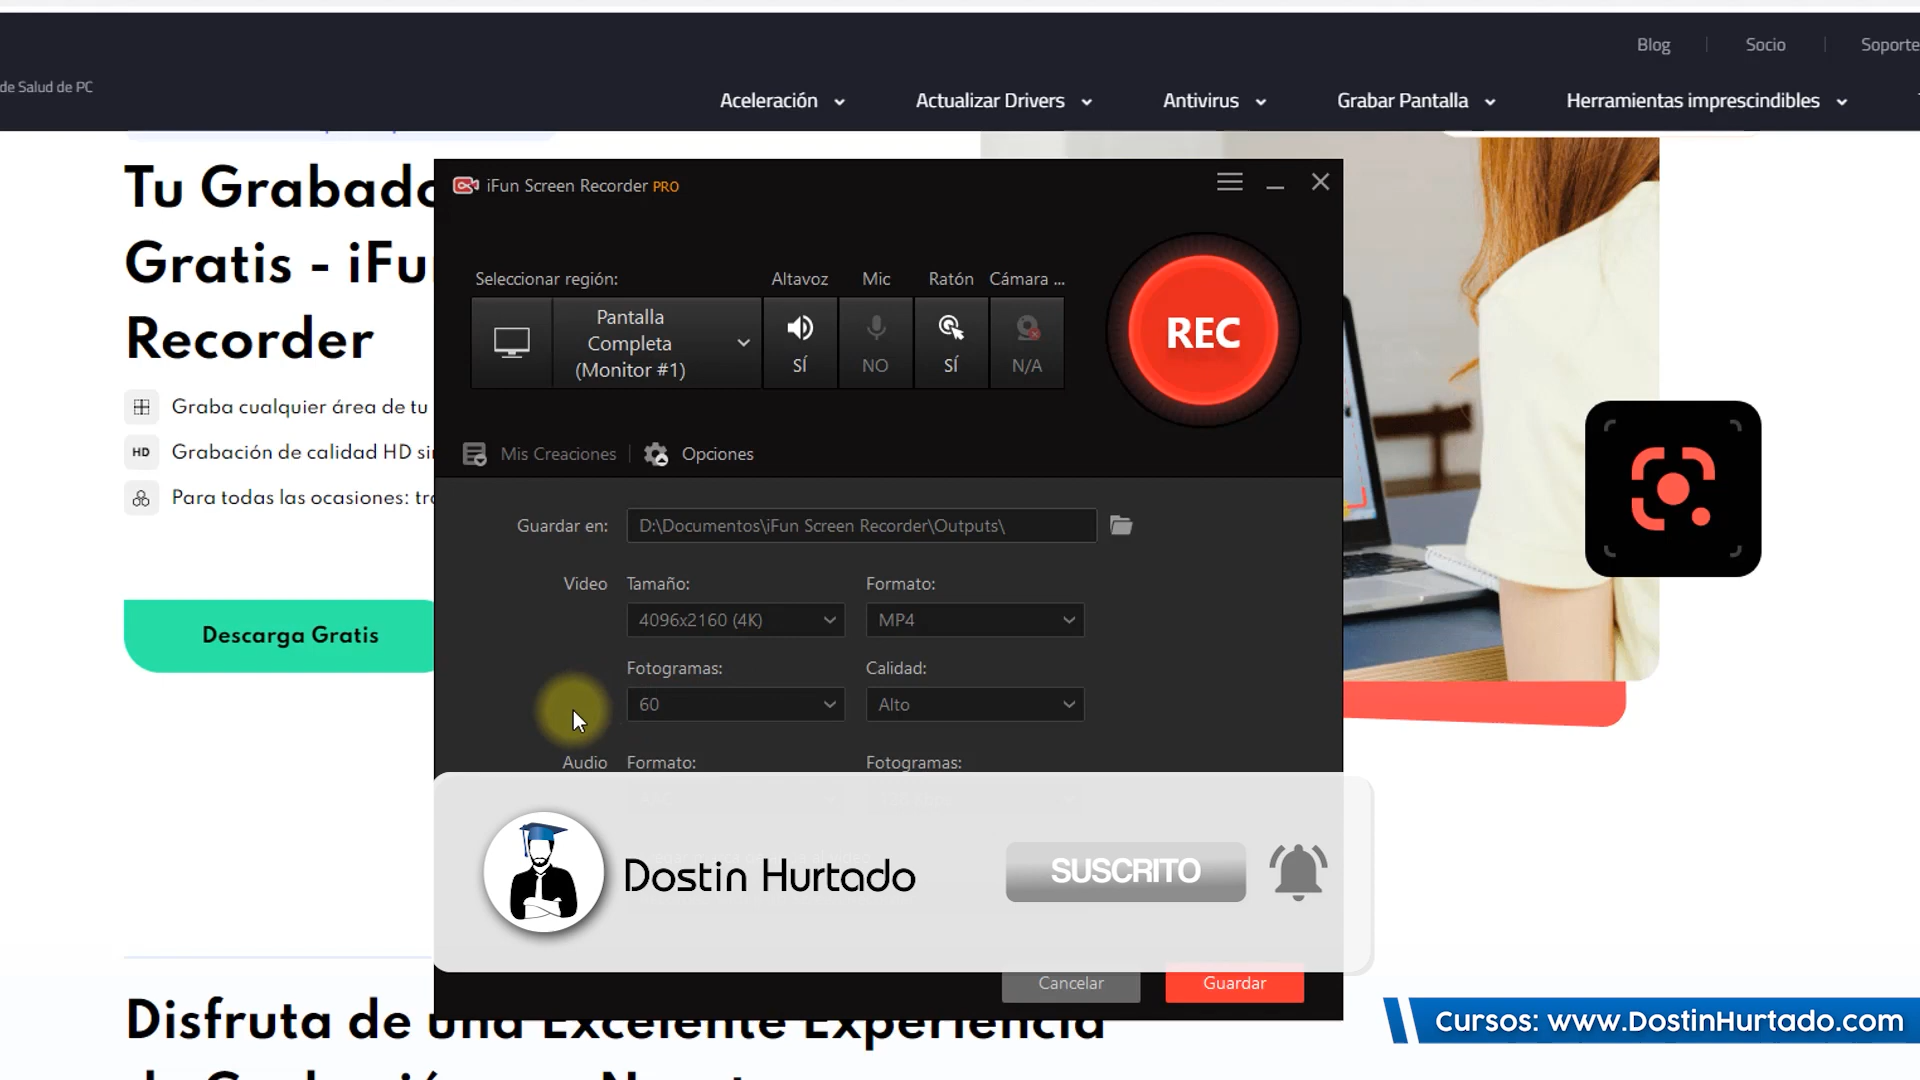 Blog
Socio
Soporte
de Salud de PC
Aceleración
Actualizar Drivers
Antivirus
Grabar Pantalla
Herramientas imprescindibles
Tu Grabado
Gratis - iFu
Recorder
Graba cualquier área de tu
HD
Grabación de calidad HD si
Para todas las ocasiones: tr
Descarga Gratis
iFun Screen Recorder PRO
Seleccionar región:
Altavoz
Mic
Ratón
Cámara ...
Pantalla
Completa
(Monitor #1)
SÍ
NO
SÍ
N/A
REC
Mis Creaciones
Opciones
Guardar en:
D:\Documentos\iFun Screen Recorder\Outputs\
Video
Tamaño:
Formato:
4096x2160 (4K)
MP4
Fotogramas:
Calidad:
60
Alto
Audio
Formato:
Fotogramas:
Dostin Hurtado
SUSCRITO
Cancelar
Guardar
Disfruta de una Excelente Experiencia
Cursos: www.DostinHurtado.com